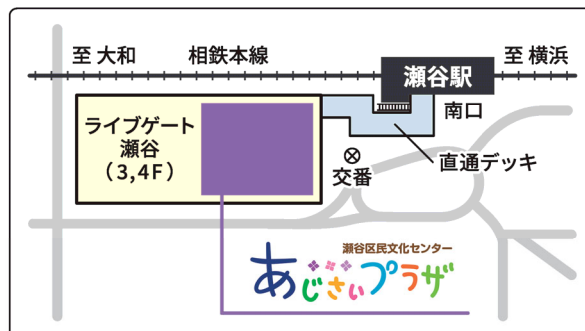 至 大和
相鉄本線
瀬谷駅
至 横浜
ライブゲート
瀬谷
（3,4F）
南口
直通デッキ
交番
瀬谷区民文化センター
あじさいプラザ